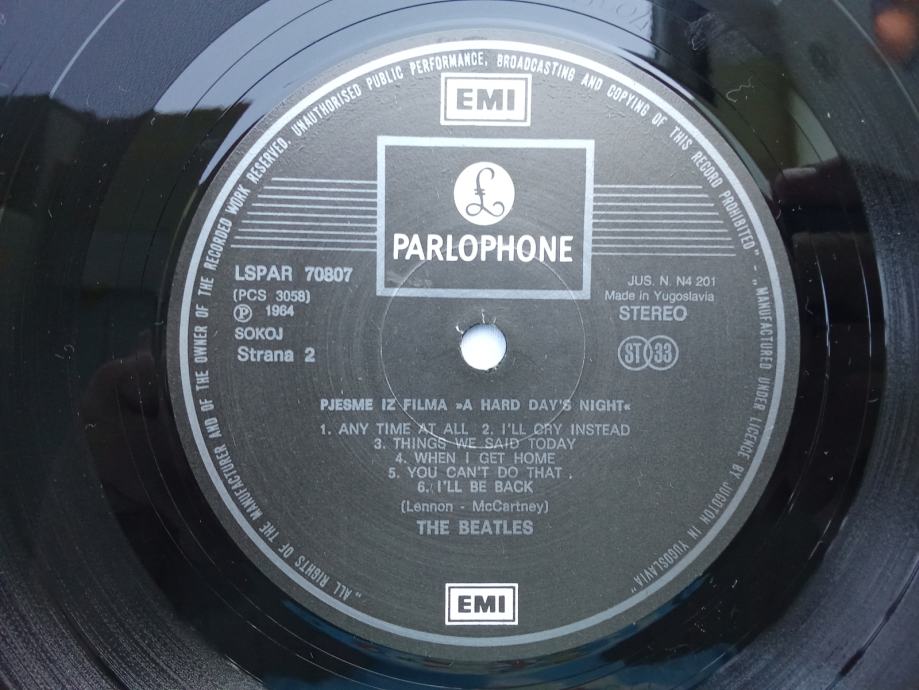 „ALL RIGHTS OF THE MANUFACTURER AND OF THE OWNER OF THE RECORDED WORK RESERVED. UNAUTHORISED PUBLIC PERFORMANCE, BROADCASTING AND COPYING OF THIS RECORD PROHIBITED” - „MANUFACTURED UNDER LICENCE BY JUGOTON IN YUGOSLAVIA”
EMI
£
PARLOPHONE
LSPAR 70807
(PCS 3058)
Ⓟ 1964
SOKOJ
Strana 2
JUS. N. N4 201
Made in Yugoslavia
STEREO
ST 33
PJESME IZ FILMA »A HARD DAY'S NIGHT«
1. ANY TIME AT ALL 2. I'LL CRY INSTEAD
3. THINGS WE SAID TODAY
4. WHEN I GET HOME
5. YOU CAN'T DO THAT .
6. I'LL BE BACK
(Lennon - McCartney)
THE BEATLES
EMI